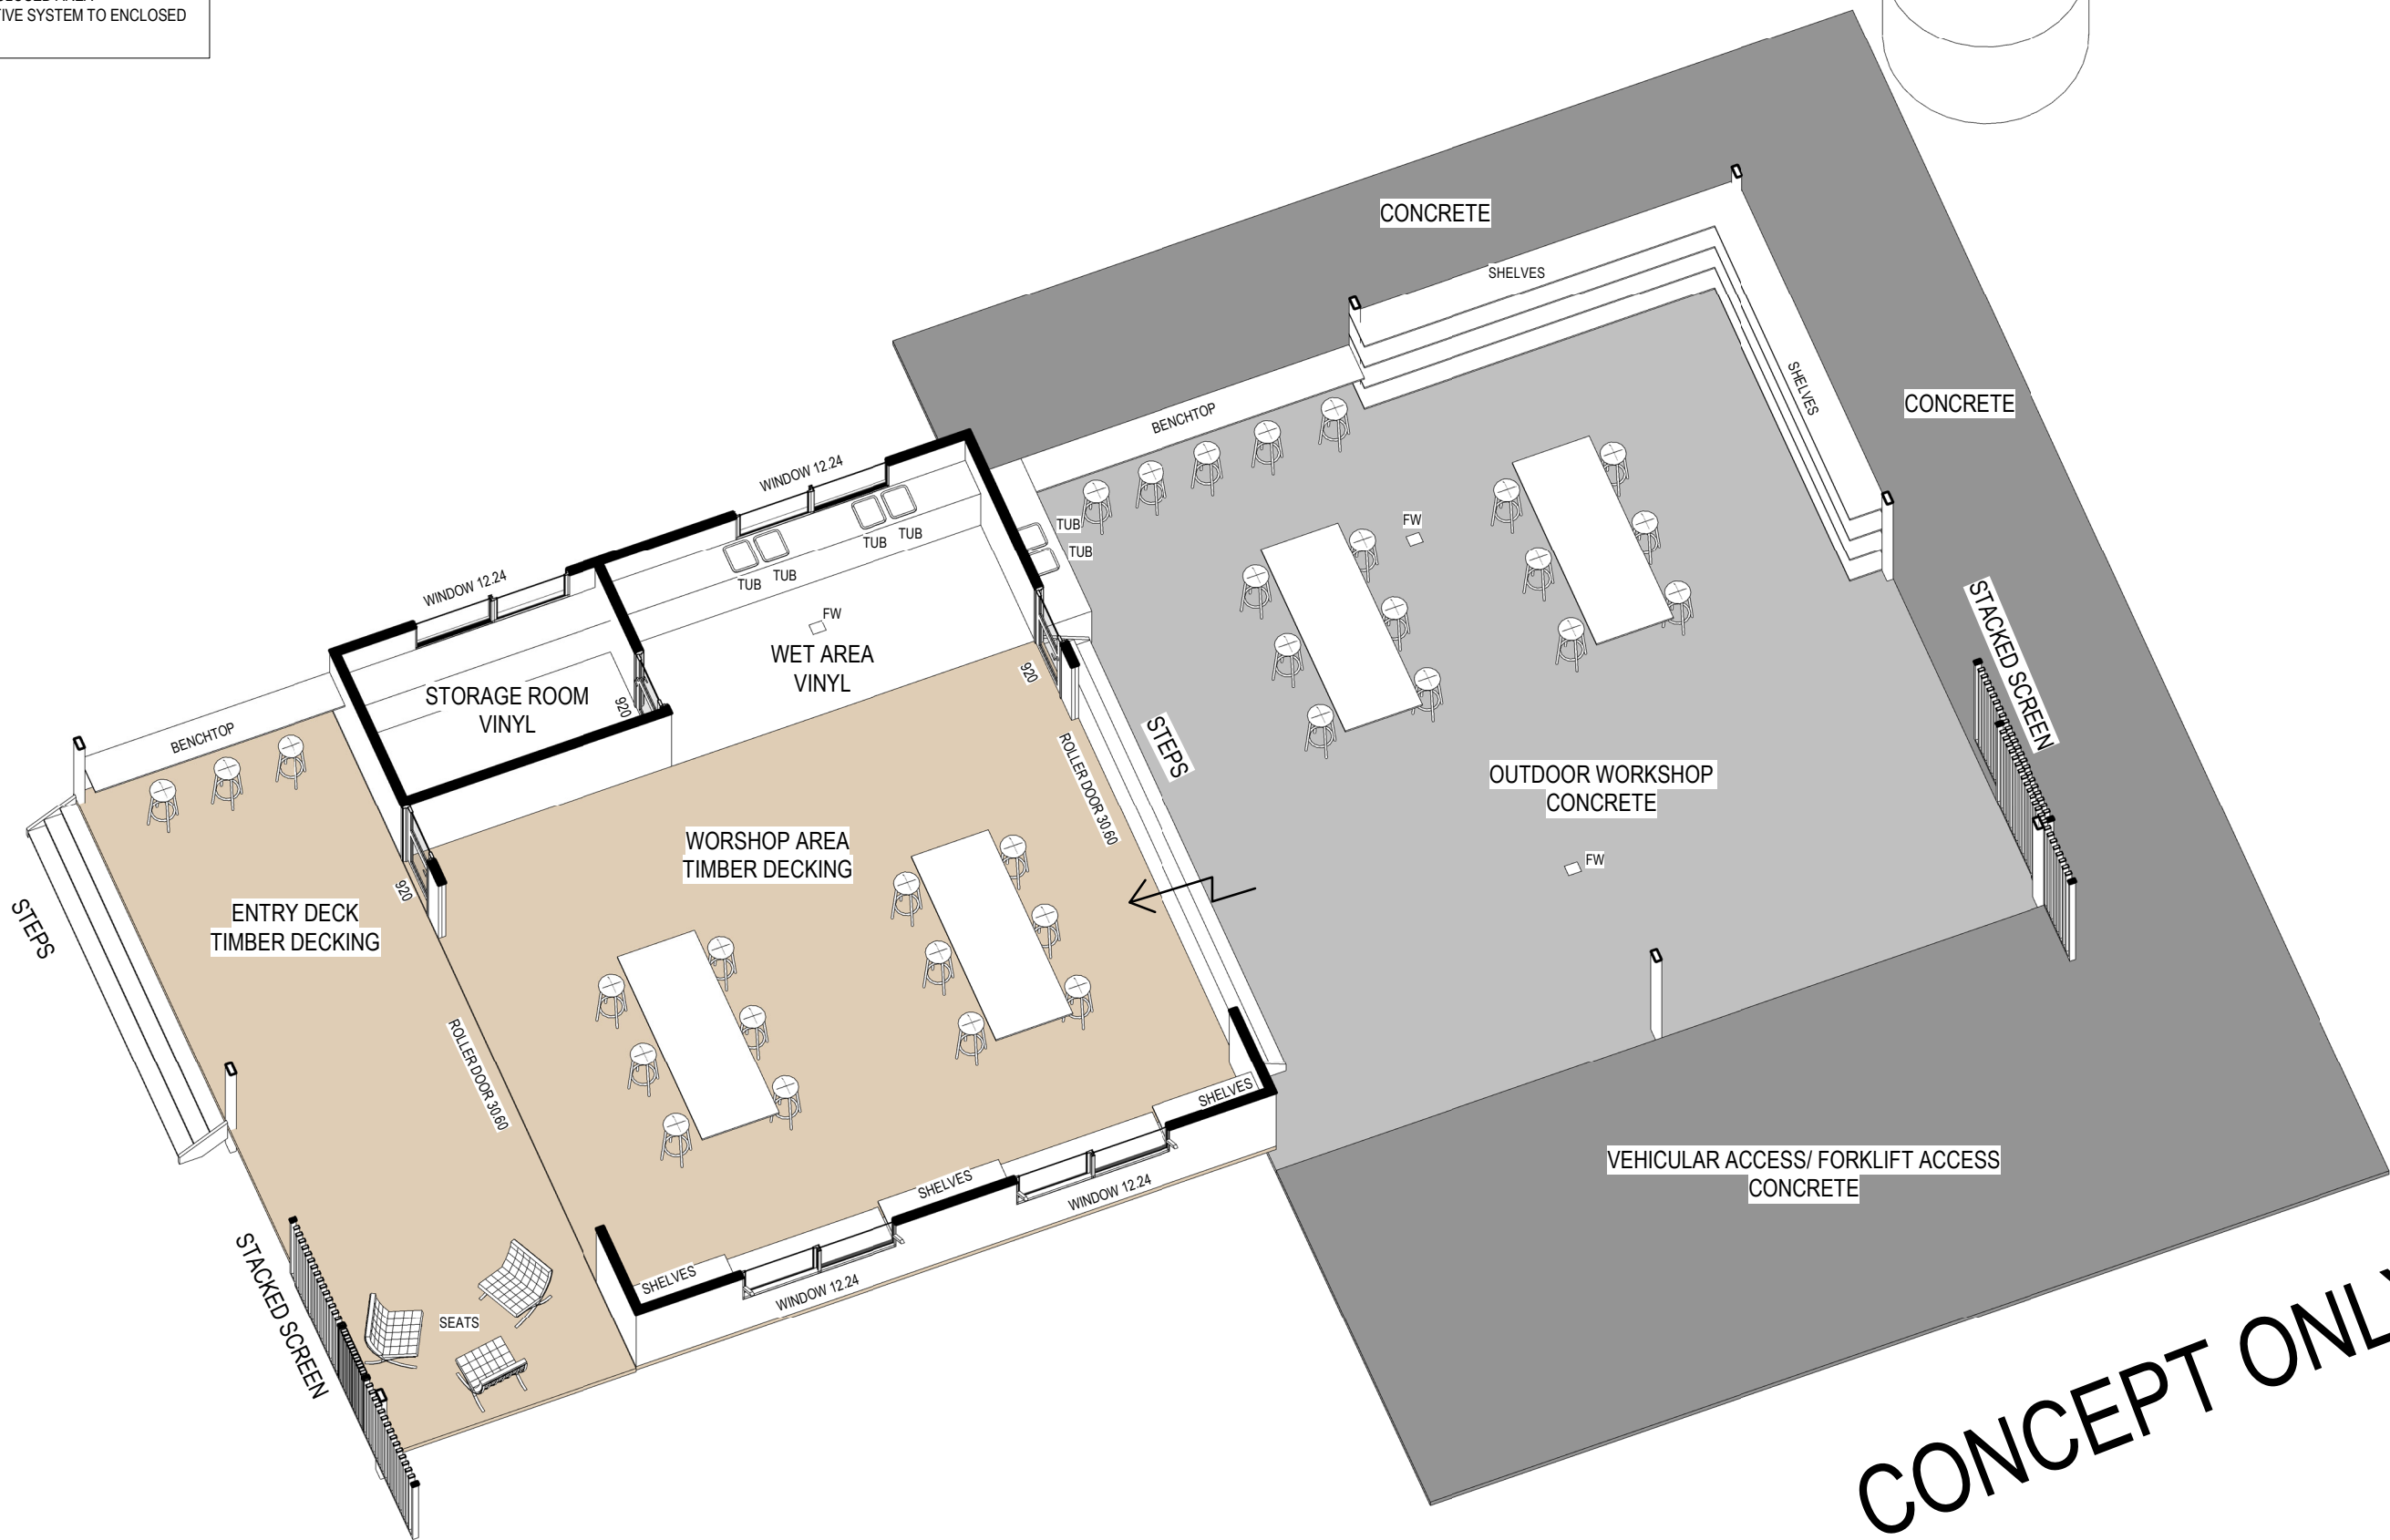 TIVE SYSTEM TO ENCLOSED
CONCRETE
SHELVES
SHELVES
CONCRETE
BENCHTOP
WINDOW 12.24
TUB
TUB
TUB
TUB
TUB
TUB
FW
WINDOW 12.24
FW
WET AREA
VINYL
920
STORAGE ROOM
VINYL
920
BENCHTOP
STACKED SCREEN
STEPS
ROLLER DOOR 30.60
OUTDOOR WORKSHOP
CONCRETE
WORSHOP AREA
TIMBER DECKING
FW
920
ENTRY DECK
TIMBER DECKING
STEPS
ROLLER DOOR 30.60
SHELVES
SHELVES
WINDOW 12.24
VEHICULAR ACCESS/ FORKLIFT ACCESS
CONCRETE
SHELVES
WINDOW 12.24
SEATS
STACKED SCREEN
CONCEPT ONLY